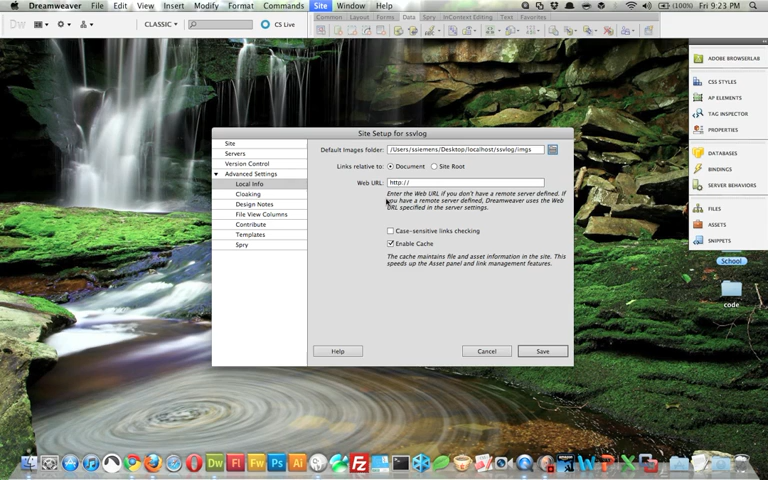 Dreamweaver File Edit View Insert Modify Format Commands Site Window Help (100%) Fri 9:23 PM
Dw CLASSIC CS Live
Common Layout Forms Data Spry InContext Editing Text Favorites
ADOBE BROWSERLAB
CSS STYLES
AP ELEMENTS
TAG INSPECTOR
PROPERTIES
DATABASES
BINDINGS
SERVER BEHAVIORS
FILES
ASSETS
SNIPPETS
School
code
Site Setup for ssvlog
Site
Servers
Version Control
Advanced Settings
Local Info
Cloaking
Design Notes
File View Columns
Contribute
Templates
Spry
Default Images folder: /Users/ssiemens/Desktop/localhost/ssvlog/imgs
Links relative to: Document Site Root
Web URL: http://
Enter the Web URL if you don't have a remote server defined. If
you have a remote server defined, Dreamweaver uses the Web
URL specified in the server settings.
Case-sensitive links checking
Enable Cache
The cache maintains file and asset information in the site. This
speeds up the Asset panel and link management features.
Help Cancel Save
Dw Fl Fw Ps Ai Fz W P X